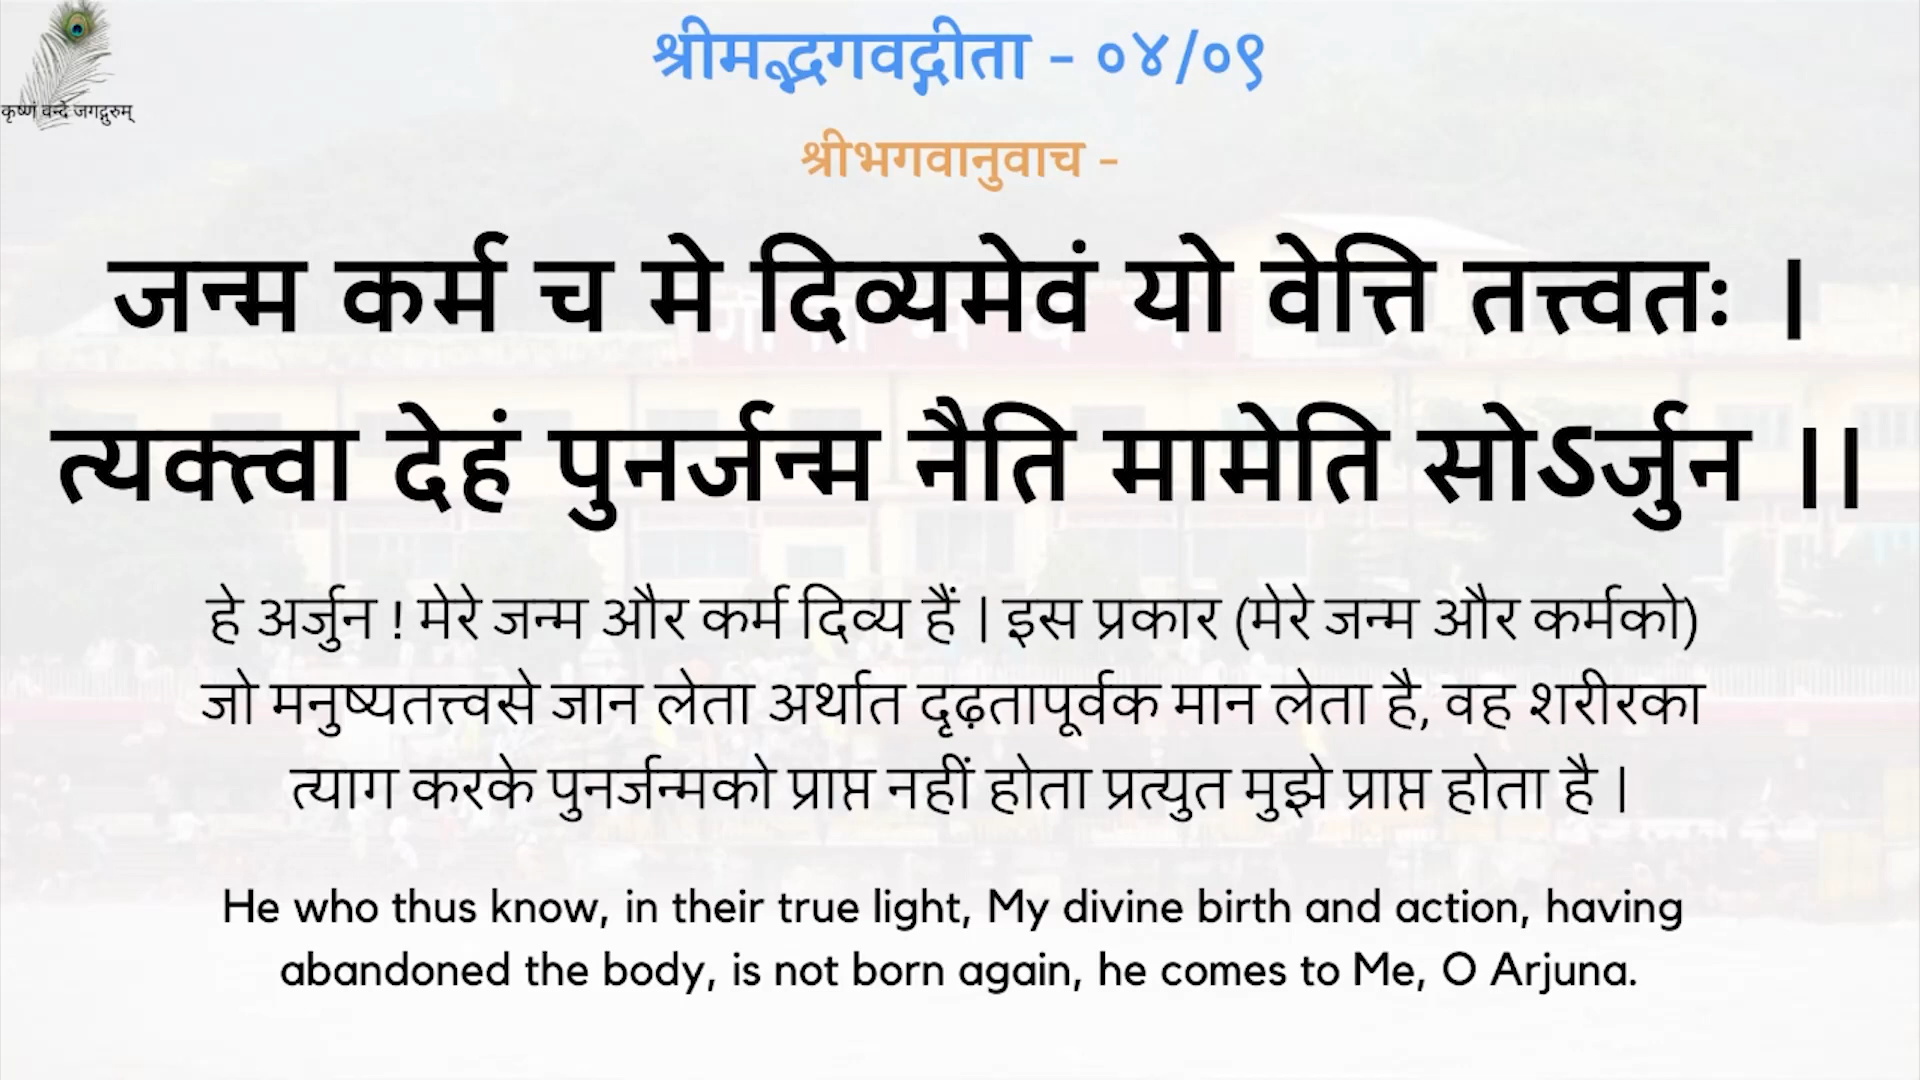 कृष्णं वन्दे जगद्गुरुम्
श्रीमद्भगवद्गीता - ०४/०९
श्रीभगवानुवाच -
जन्म कर्म च मे दिव्यमेवं यो वेत्ति तत्त्वतः |
त्यक्त्वा देहं पुनर्जन्म नैति मामेति सोऽर्जुन ||
हे अर्जुन ! मेरे जन्म और कर्म दिव्य हैं | इस प्रकार (मेरे जन्म और कर्मको)
जो मनुष्यतत्त्वसे जान लेता अर्थात दृढ़तापूर्वक मान लेता है, वह शरीरका
त्याग करके पुनर्जन्मको प्राप्त नहीं होता प्रत्युत मुझे प्राप्त होता है |
He who thus know, in their true light, My divine birth and action, having
abandoned the body, is not born again, he comes to Me, O Arjuna.